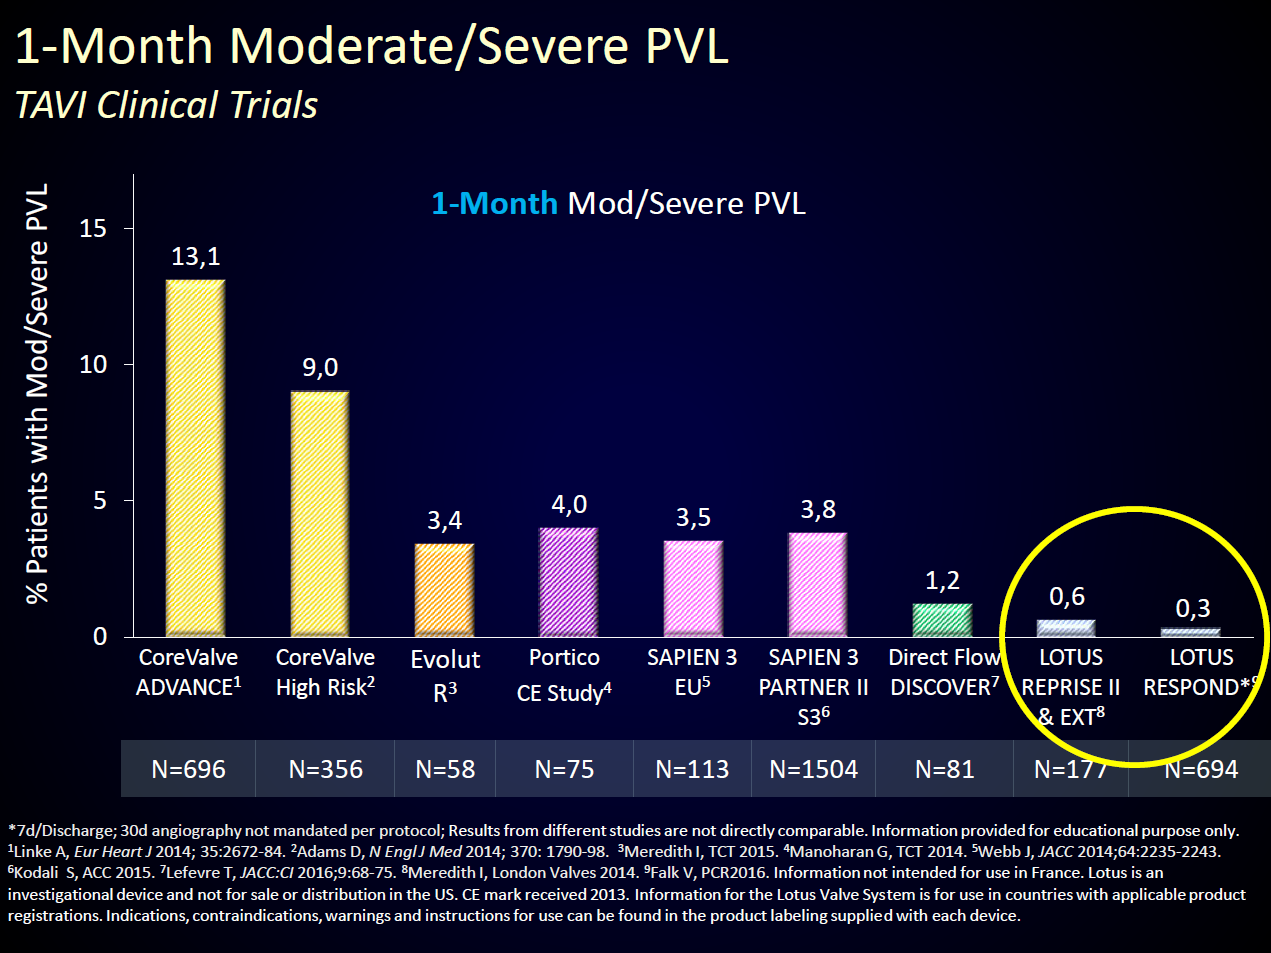 1-Month Moderate/Severe PVL
TAVI Clinical Trials
1-Month Mod/Severe PVL
% Patients with Mod/Severe PVL
15
10
5
0
13,1
9,0
3,4
4,0
3,5
3,8
1,2
0,6
0,3
CoreValve
ADVANCE¹
CoreValve
High Risk²
Evolut
R³
Portico
CE Study⁴
SAPIEN 3
EU⁵
SAPIEN 3
PARTNER II
S3⁶
Direct Flow
DISCOVER⁷
LOTUS
REPRISE II
& EXT⁸
LOTUS
RESPOND*⁹
N=696
N=356
N=58
N=75
N=113
N=1504
N=81
N=177
N=694
*7d/Discharge; 30d angiography not mandated per protocol; Results from different studies are not directly comparable. Information provided for educational purpose only.
¹Linke A, Eur Heart J 2014; 35:2672-84. ²Adams D, N Engl J Med 2014; 370: 1790-98. ³Meredith I, TCT 2015. ⁴Manoharan G, TCT 2014. ⁵Webb J, JACC 2014;64:2235-2243.
⁶Kodali S, ACC 2015. ⁷Lefevre T, JACC:CI 2016;9:68-75. ⁸Meredith I, London Valves 2014. ⁹Falk V, PCR2016. Information not intended for use in France. Lotus is an
investigational device and not for sale or distribution in the US. CE mark received 2013. Information for the Lotus Valve System is for use in countries with applicable product
registrations. Indications, contraindications, warnings and instructions for use can be found in the product labeling supplied with each device.